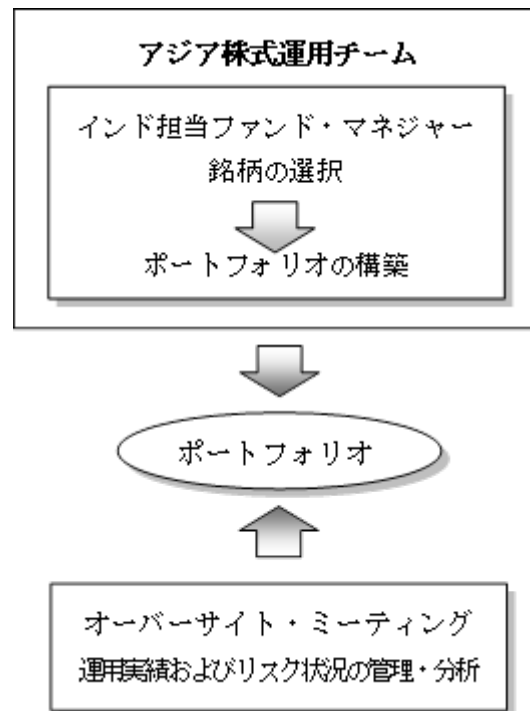 アジア株式運用チーム
インド担当ファンド・マネジャー
銘柄の選択
ポートフォリオの構築
ポートフォリオ
オーバーサイト・ミーティング
運用実績およびリスク状況の管理・分析